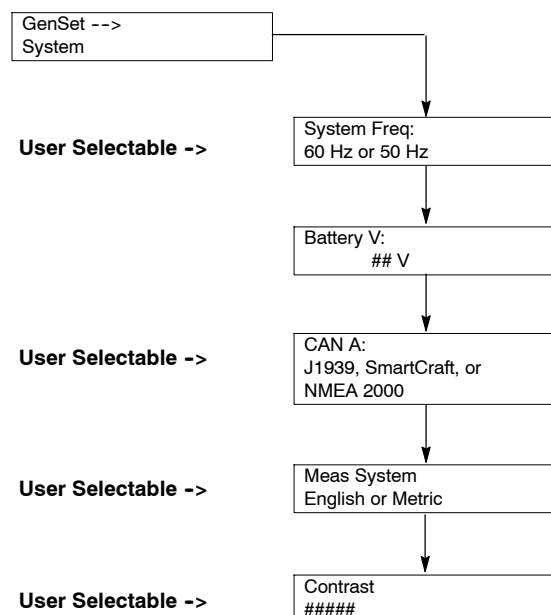 GenSet -->
System
User Selectable ->
System Freq:
60 Hz or 50 Hz
Battery V:
## V
User Selectable ->
CAN A:
J1939, SmartCraft, or
NMEA 2000
User Selectable ->
Meas System
English or Metric
User Selectable ->
Contrast
#####